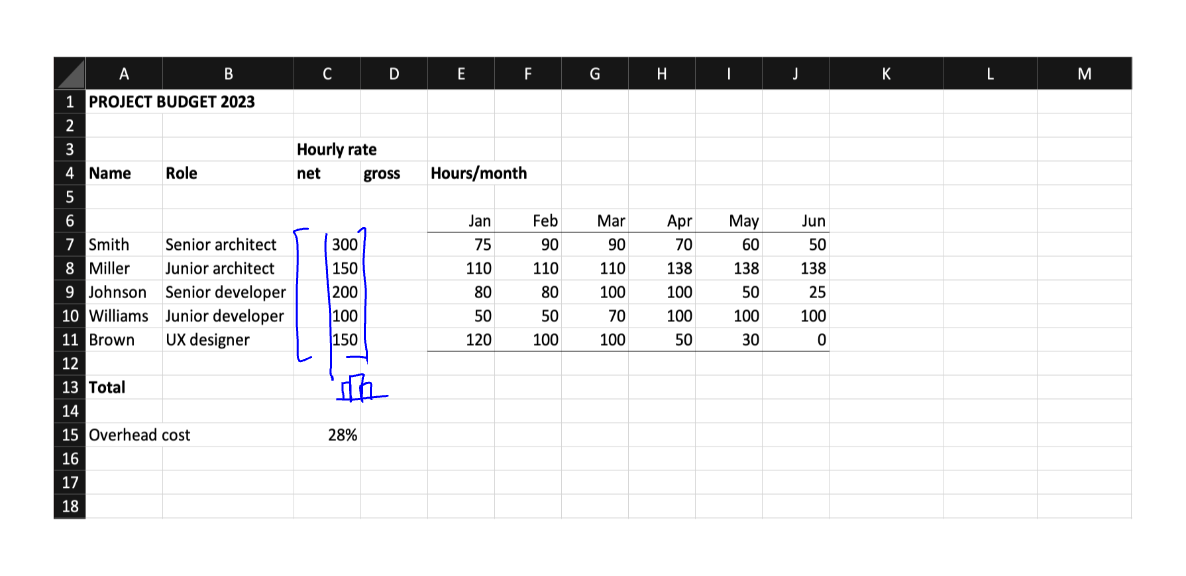 A B C D E F G H I J K L M
1 PROJECT BUDGET 2023
2
3 Hourly rate
4 Name Role net gross Hours/month
5
6 Jan Feb Mar Apr May Jun
7 Smith Senior architect 300 75 90 90 70 60 50
8 Miller Junior architect 150 110 110 110 138 138 138
9 Johnson Senior developer 200 80 80 100 100 50 25
10 Williams Junior developer 100 50 50 70 100 100 100
11 Brown UX designer 150 120 100 100 50 30 0
12
13 Total
14
15 Overhead cost 28%
16
17
18